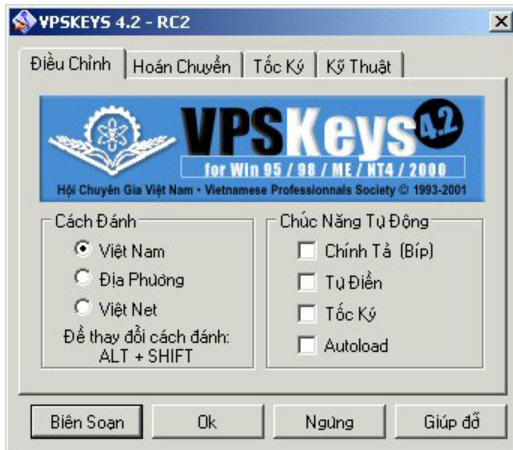 VPSKEYS 4.2 - RC2
Điều Chỉnh Hoán Chuyển Tốc Ký Kỹ Thuật
VPSKeys 4.2
for Win 95 / 98 / ME / NT4 / 2000
Hội Chuyên Gia Việt Nam • Vietnamese Professionnals Society © 1993-2001
Cách Đánh
Việt Nam
Địa Phương
Việt Net
Để thay đổi cách đánh:
ALT + SHIFT
Chức Năng Tự Động
Chính Tả (Bíp)
Tự Điển
Tốc Ký
Autoload
Biên Soạn Ok Ngưng Giúp đỡ